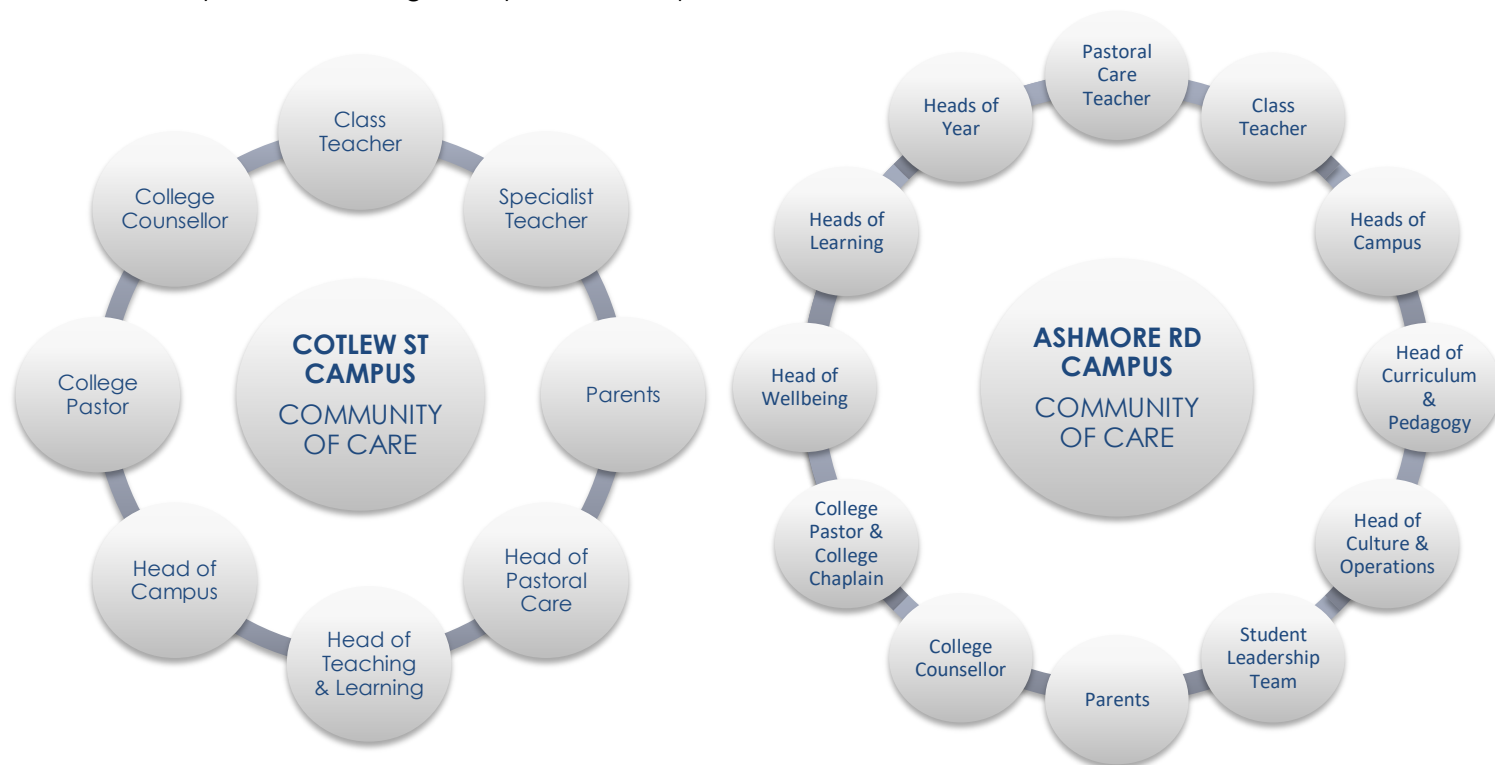 Class
Teacher
Specialist
Teacher
Parents
Head of
Pastoral
Care
Head of
Teaching
& Learning
Head of
Campus
College
Pastor
College
Counsellor
COTLEW ST
CAMPUS
COMMUNITY
OF CARE
Pastoral
Care
Teacher
Class
Teacher
Heads of
Campus
Head of
Curriculum
&
Pedagogy
Head of
Culture &
Operations
Student
Leadership
Team
Parents
College
Counsellor
College
Pastor &
College
Chaplain
Head of
Wellbeing
Heads of
Learning
Heads of
Year
ASHMORE RD
CAMPUS
COMMUNITY
OF CARE